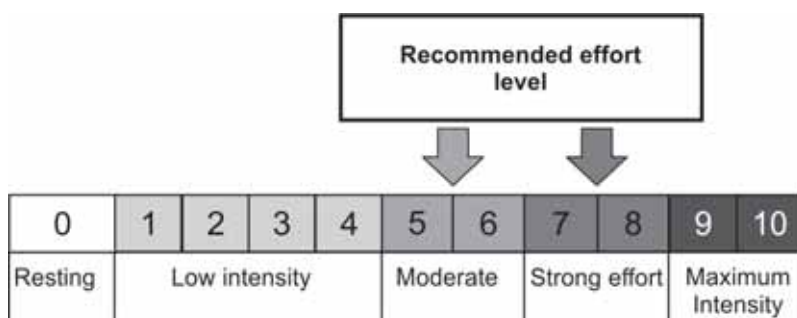 Recommended effort
level
0 1 2 3 4 5 6 7 8 9 10
Resting Low intensity Moderate Strong effort Maximum
Intensity